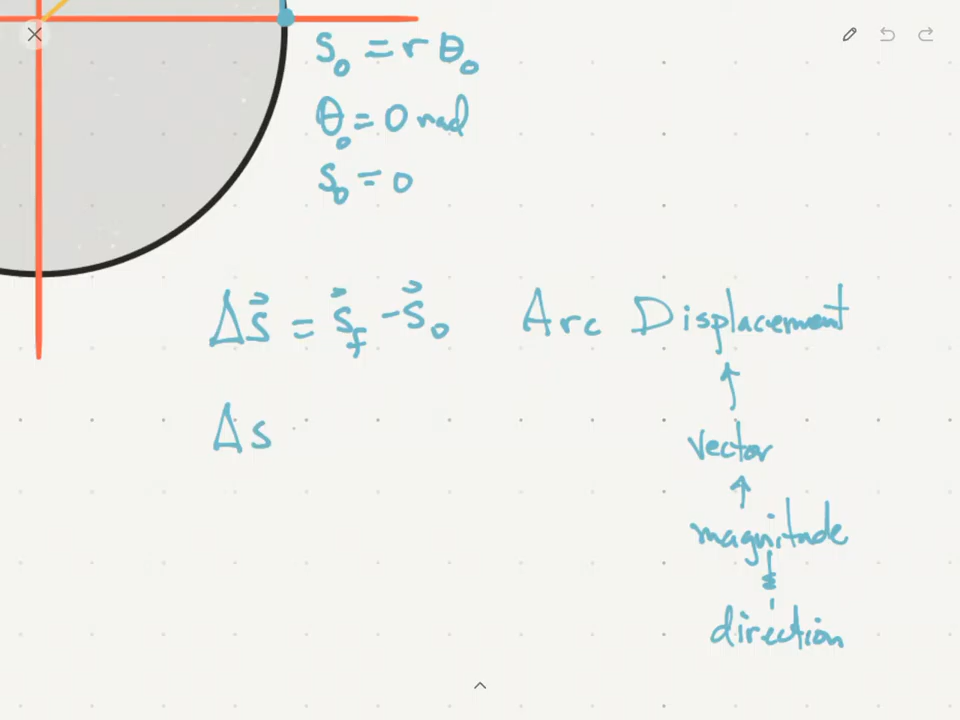 s₀ = r θ₀
θ₀ = 0 rad
s₀ = 0
Δs⃗ = s⃗f - s⃗₀ Arc Displacement
Δs
vector
magnitude
&
direction